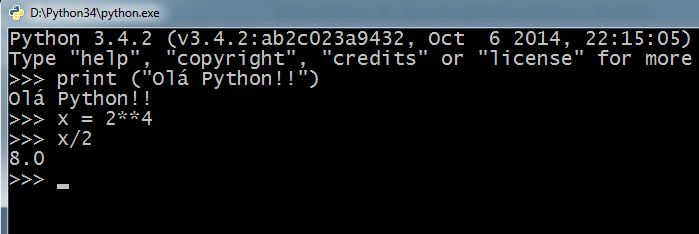 D:\Python34\python.exe
Python 3.4.2 (v3.4.2:ab2c023a9432, Oct  6 2014, 22:15:05)
Type "help", "copyright", "credits" or "license" for more
>>> print ("Olá Python!!")
Olá Python!!
>>> x = 2**4
>>> x/2
8.0
>>> _